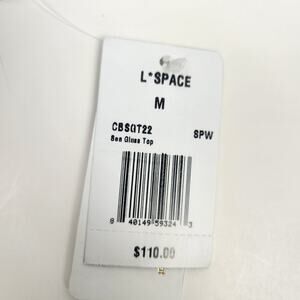 L*SPACE
M
CBSGT22 SPW
Sea Glass Top
8 40149 59324 3
$110.00